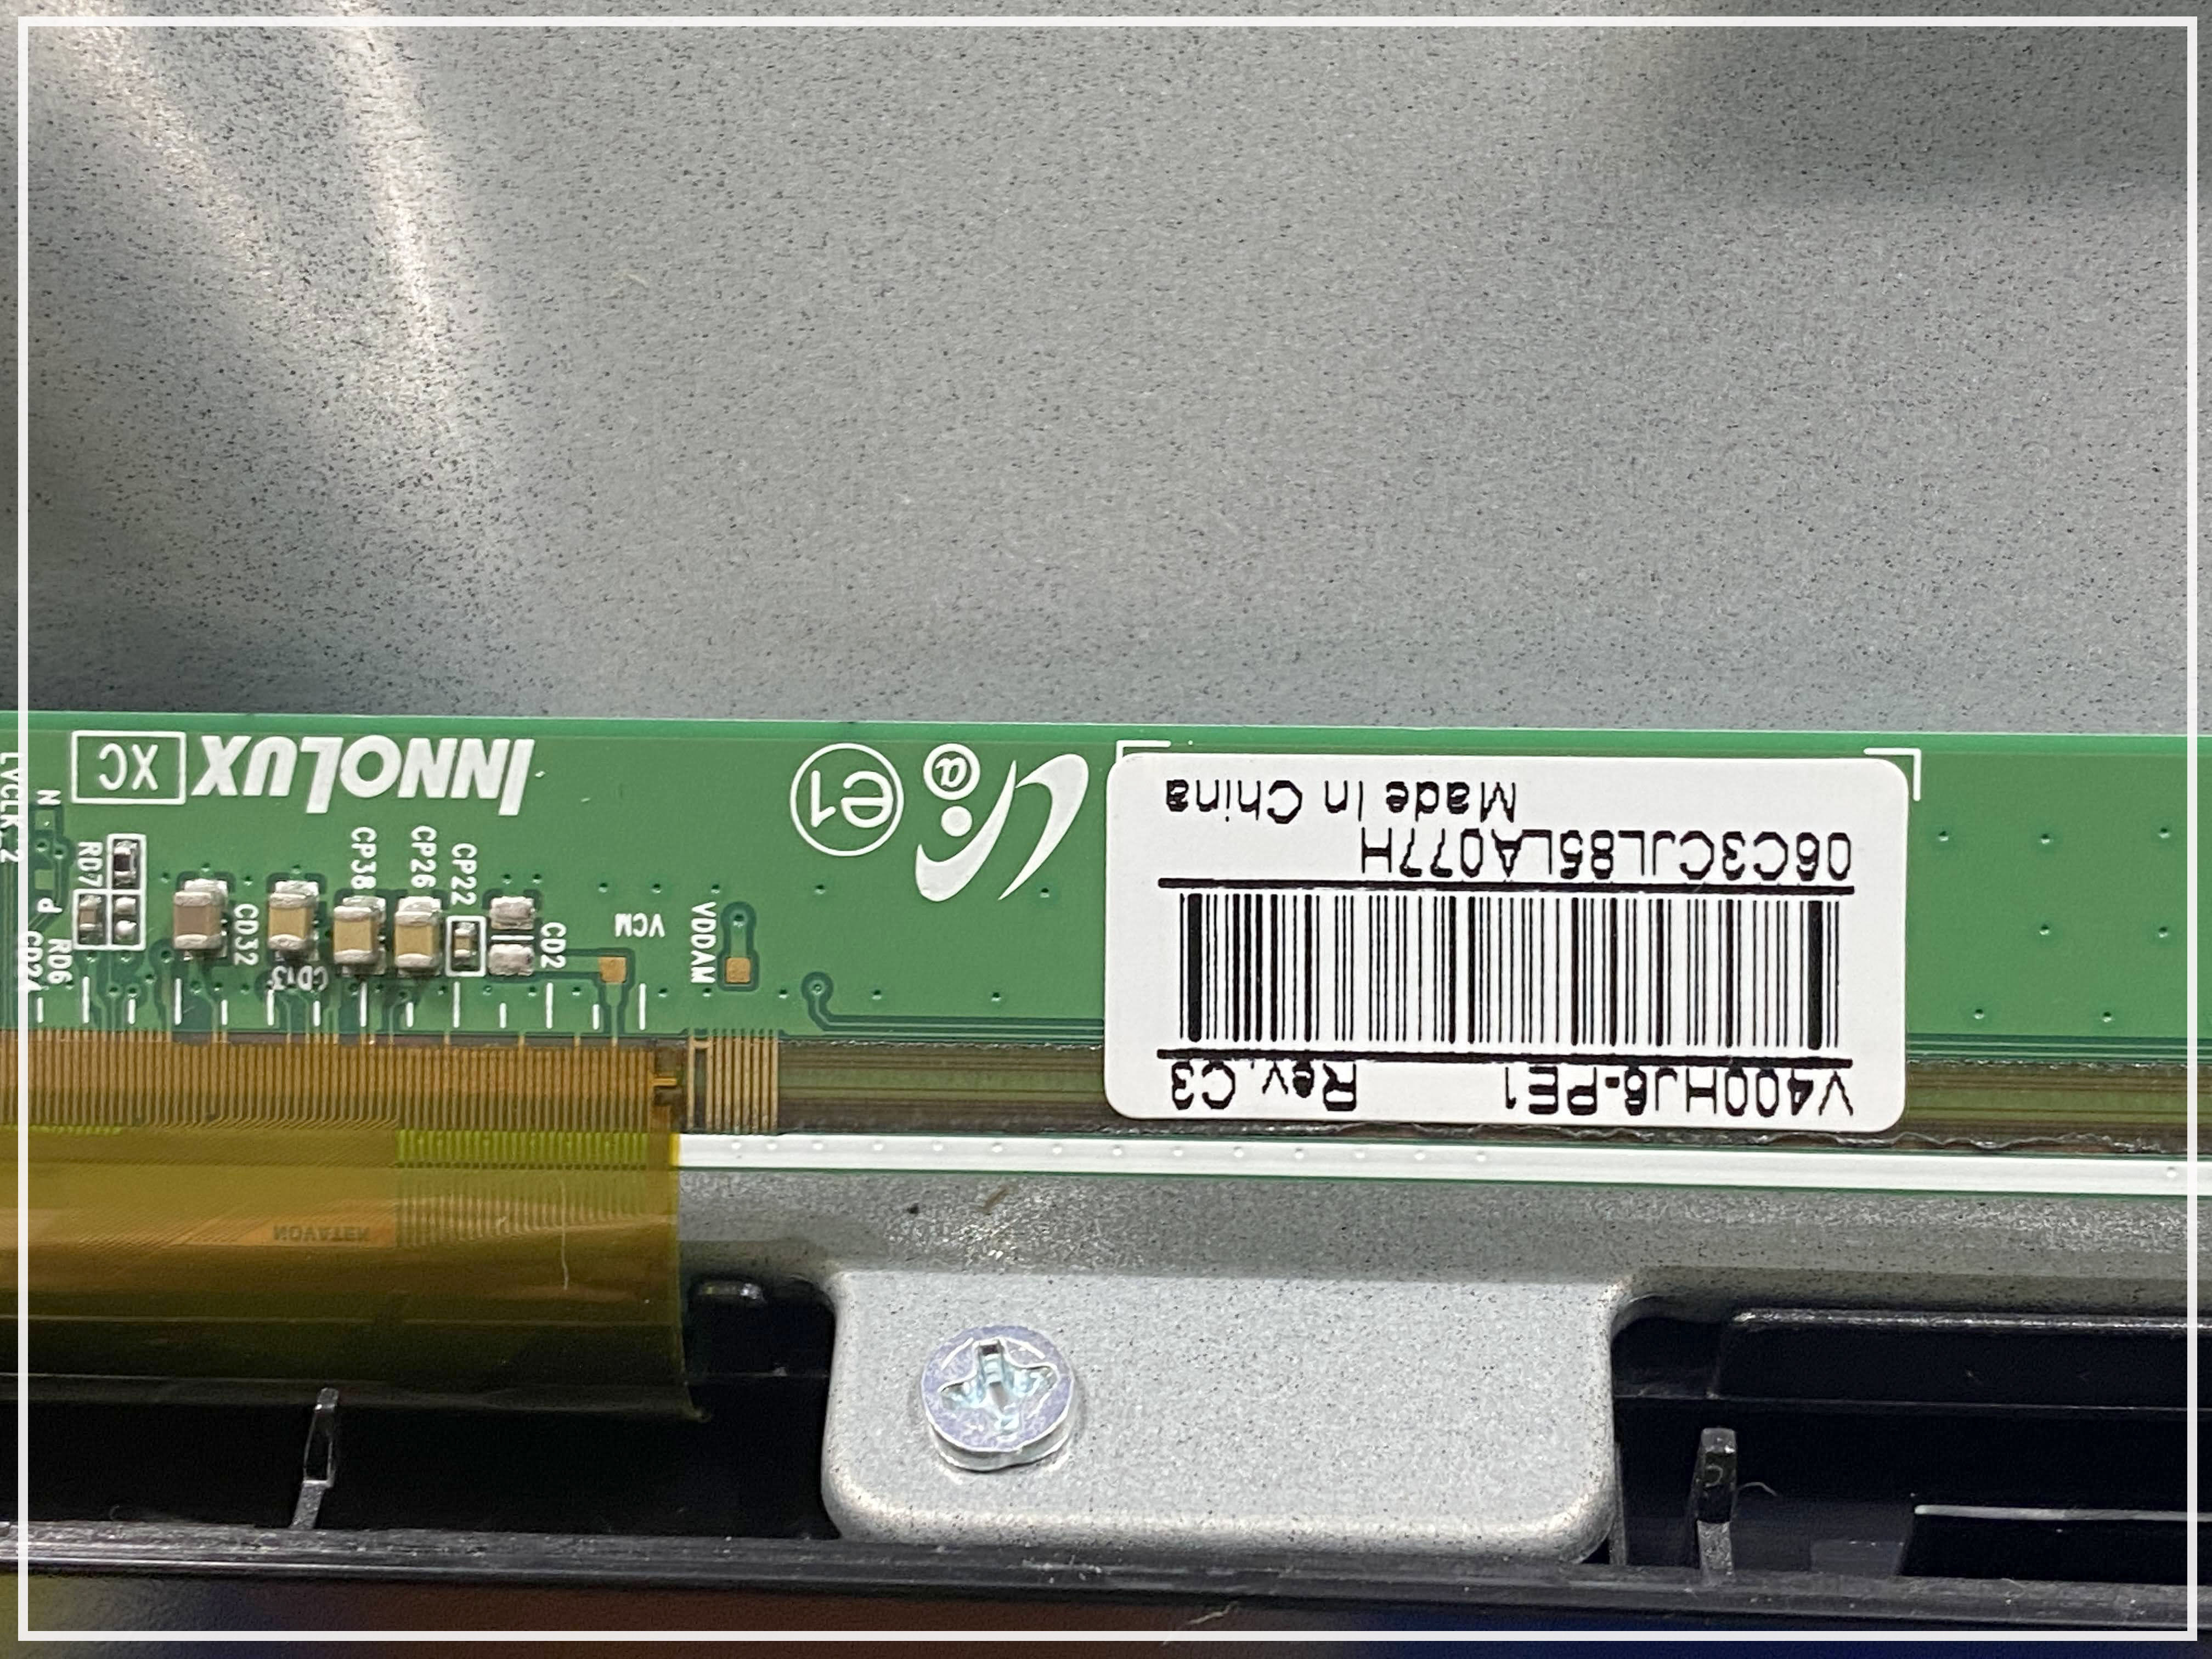 V400HJ6-PE1 Rev.C3
06C3CJL85LA077H
Made In China
e1
INNOLUX XC
VDDAM
VCM
CD2
CP22
CP26
CP38
CD13
CD32
RD7
RD6
NOVATEK